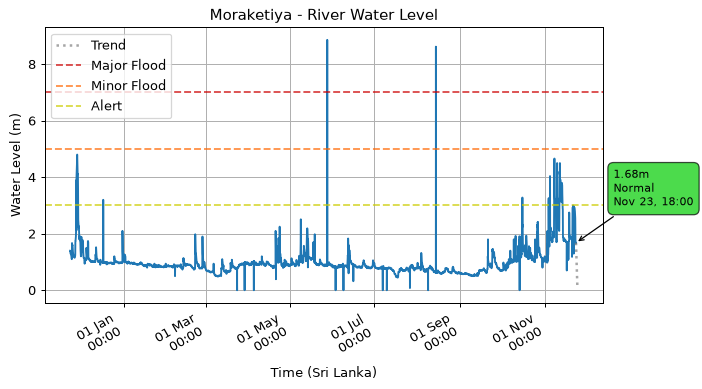 Moraketiya - River Water Level
Trend
Major Flood
Minor Flood
Alert
Water Level (m)
8
6
4
2
0
1.68m
Normal
Nov 23, 18:00
01 Jan
00:00
01 Mar
00:00
01 May
00:00
01 Jul
00:00
01 Sep
00:00
01 Nov
00:00
Time (Sri Lanka)